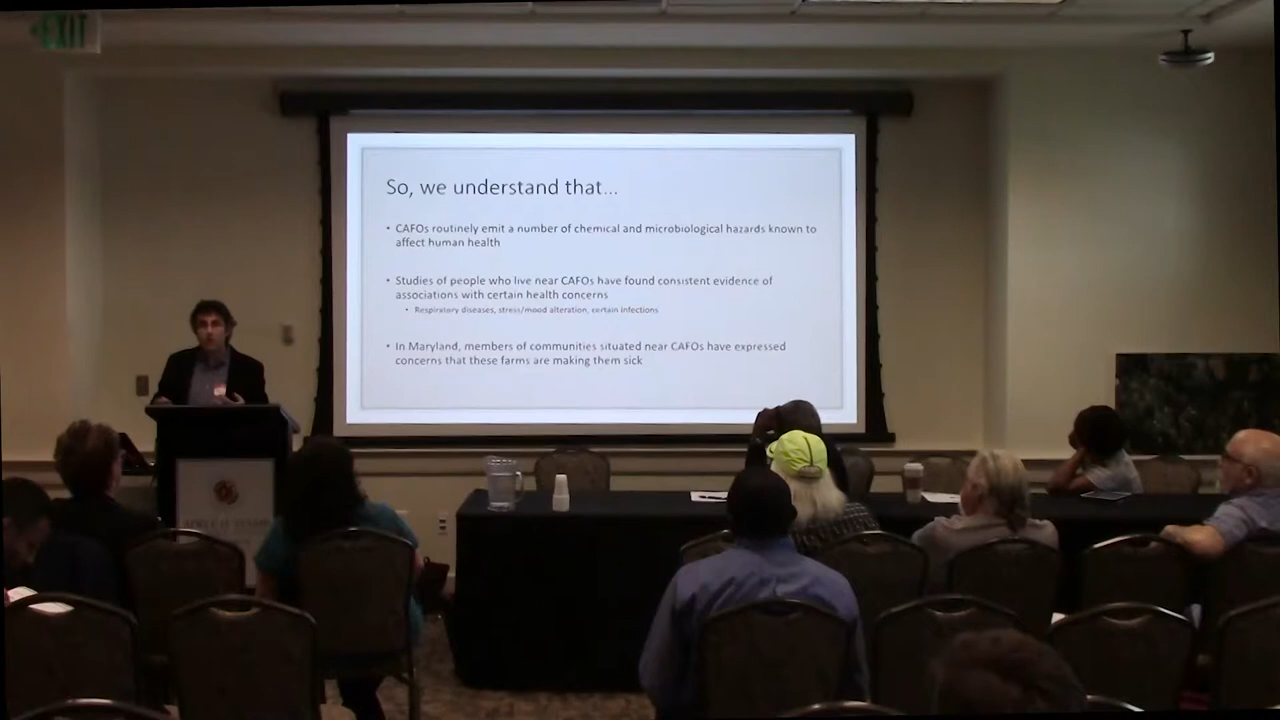 EXIT
So, we understand that...
• CAFOs routinely emit a number of chemical and microbiological hazards known to
affect human health
• Studies of people who live near CAFOs have found consistent evidence of
associations with certain health concerns
• Respiratory diseases, stress/mood alteration, certain infections
• In Maryland, members of communities situated near CAFOs have expressed
concerns that these farms are making them sick